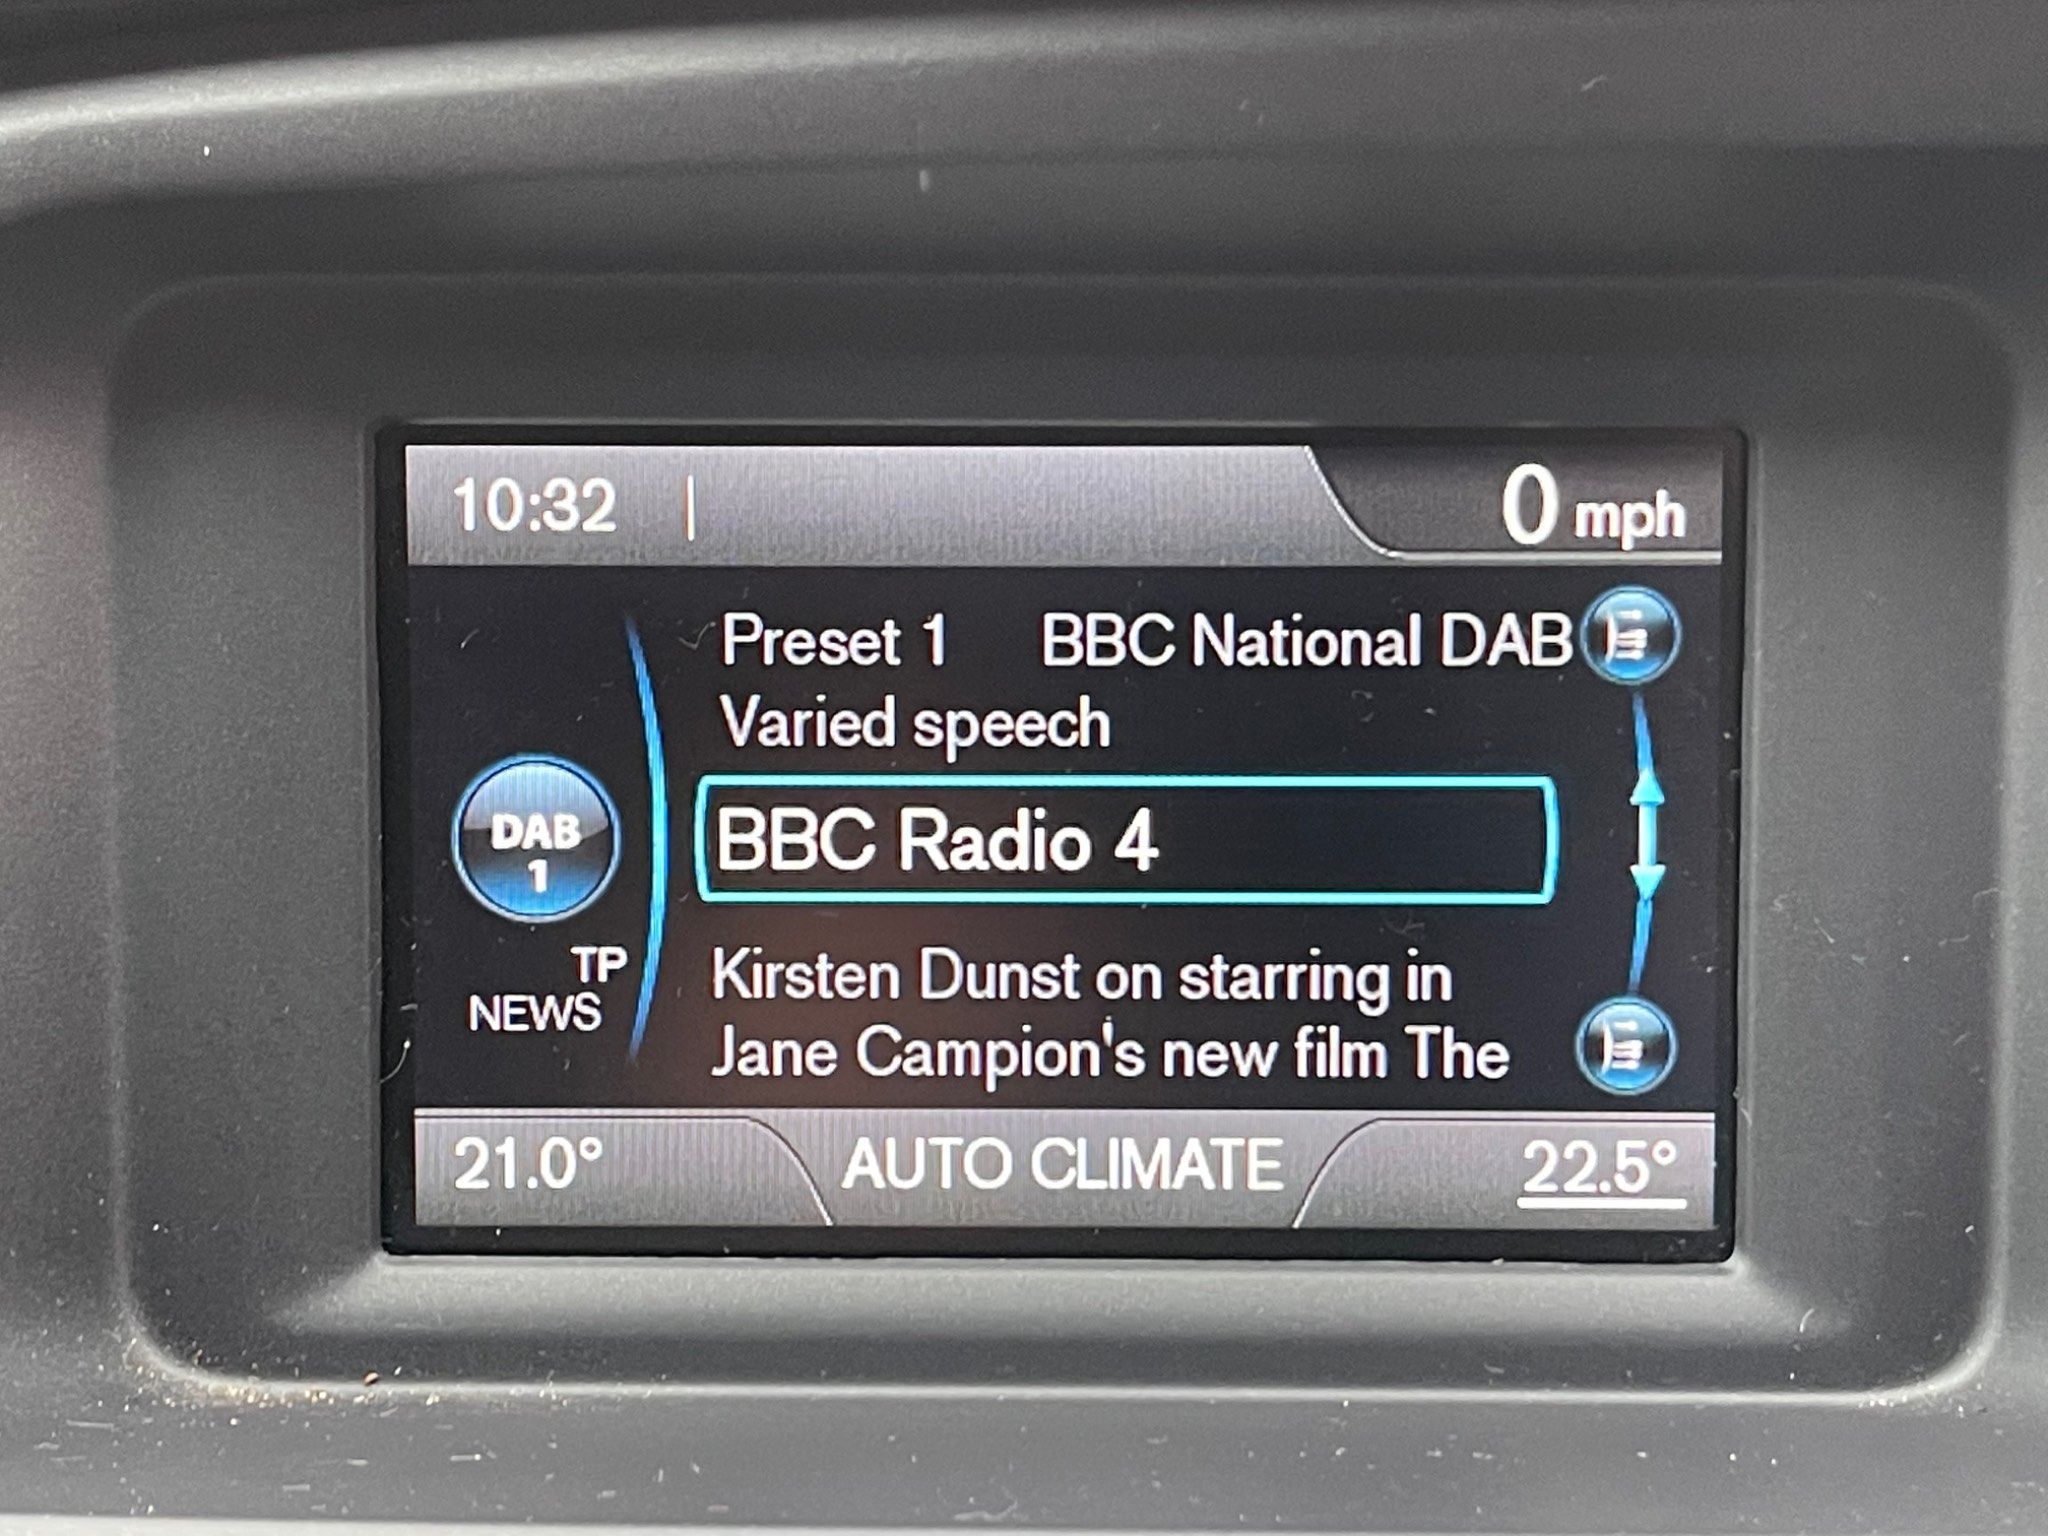 10:32
0 mph
Preset 1 BBC National DAB
Varied speech
DAB
1
BBC Radio 4
TP
NEWS
Kirsten Dunst on starring in
Jane Campion's new film The
21.0° AUTO CLIMATE 22.5°